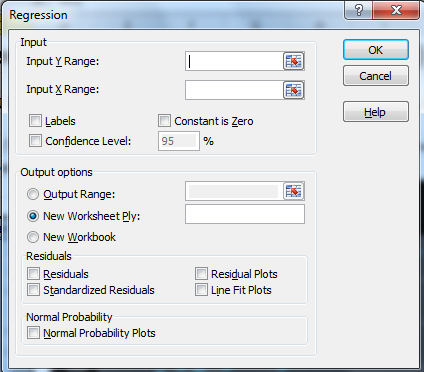 Regression
?
Input
Input Y Range:
OK
Cancel
Input X Range:
Help
Labels
Constant is Zero
Confidence Level:
95 %
Output options
Output Range:
New Worksheet Ply:
New Workbook
Residuals
Residuals
Residual Plots
Standardized Residuals
Line Fit Plots
Normal Probability
Normal Probability Plots